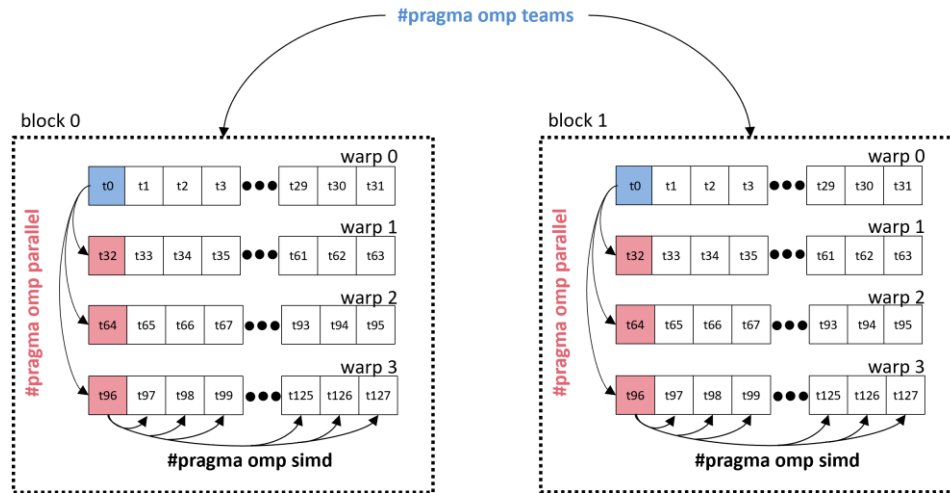 #pragma omp teams
block 0
warp 0
t0 t1 t2 t3 t29 t30 t31
#pragma omp parallel
warp 1
t32 t33 t34 t35 t61 t62 t63
warp 2
t64 t65 t66 t67 t93 t94 t95
warp 3
t96 t97 t98 t99 t125 t126 t127
#pragma omp simd
block 1
warp 0
t0 t1 t2 t3 t29 t30 t31
#pragma omp parallel
warp 1
t32 t33 t34 t35 t61 t62 t63
warp 2
t64 t65 t66 t67 t93 t94 t95
warp 3
t96 t97 t98 t99 t125 t126 t127
#pragma omp simd